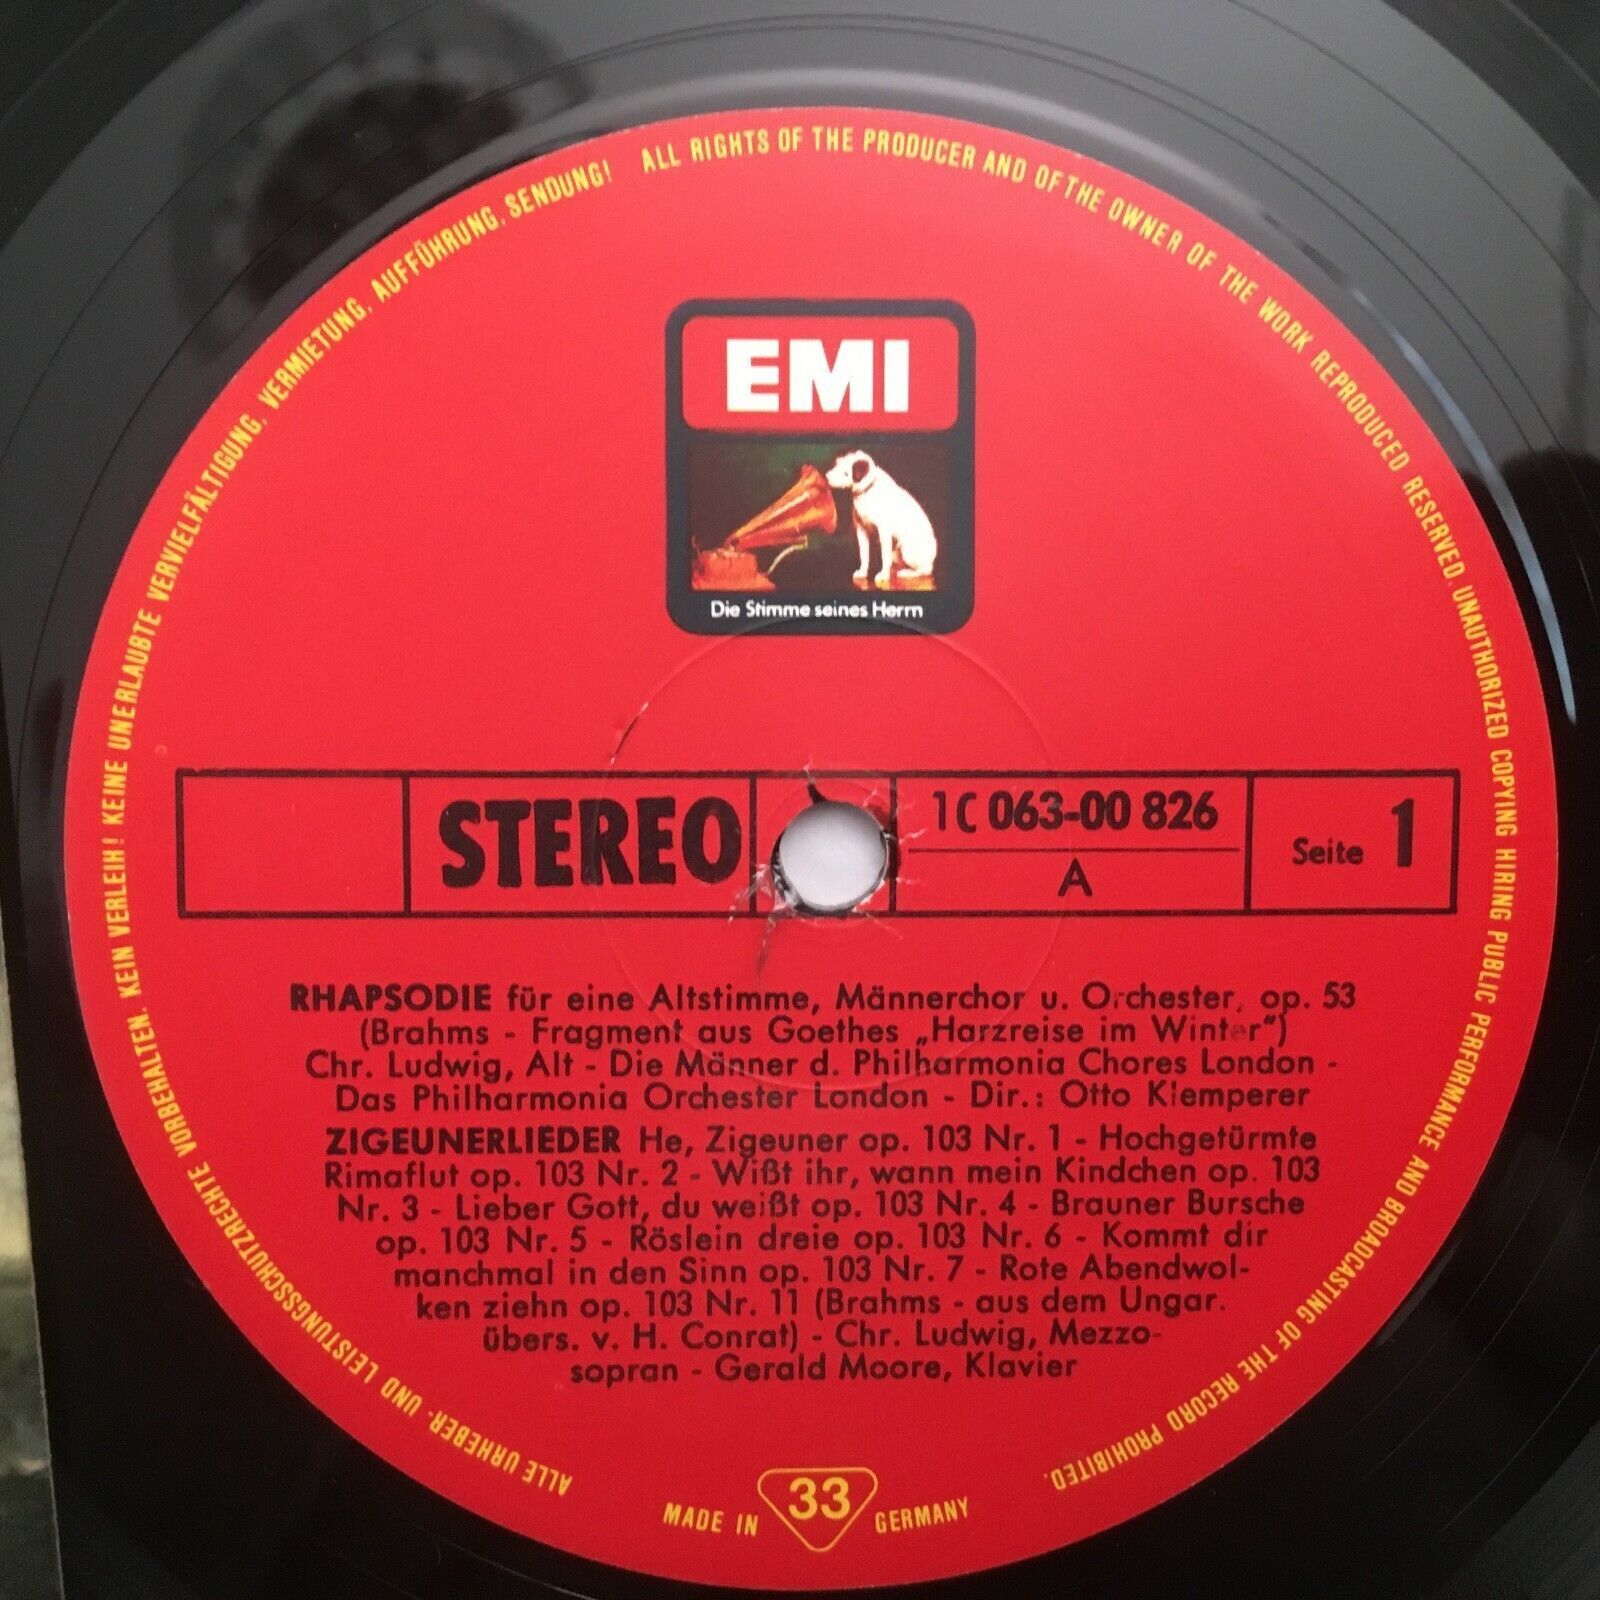 ALLE URHEBER- UND LEISTUNGSSCHUTZRECHTE VORBEHALTEN. KEIN VERLEIH! KEINE UNERLAUBTE VERVIELFÄLTIGUNG, VERMIETUNG, AUFFÜHRUNG, SENDUNG!
ALL RIGHTS OF THE PRODUCER AND OF THE OWNER OF THE WORK REPRODUCED RESERVED. UNAUTHORIZED COPYING HIRING PUBLIC PERFORMANCE AND BROADCASTING OF THE RECORD PROHIBITED.
EMI
Die Stimme seines Herrn
STEREO
1C 063-00 826
A
Seite 1
RHAPSODIE für eine Altstimme, Männerchor u. Orchester, op. 53
(Brahms - Fragment aus Goethes „Harzreise im Winter“)
Chr. Ludwig, Alt - Die Männer d. Philharmonia Chores London -
Das Philharmonia Orchester London - Dir.: Otto Klemperer
ZIGEUNERLIEDER He, Zigeuner op. 103 Nr. 1 - Hochgetürmte
Rimaflut op. 103 Nr. 2 - Wißt ihr, wann mein Kindchen op. 103
Nr. 3 - Lieber Gott, du weißt op. 103 Nr. 4 - Brauner Bursche
op. 103 Nr. 5 - Röslein dreie op. 103 Nr. 6 - Kommt dir
manchmal in den Sinn op. 103 Nr. 7 - Rote Abendwol-
ken ziehn op. 103 Nr. 11 (Brahms - aus dem Ungar.
übers. v. H. Conrat) - Chr. Ludwig, Mezzo-
sopran - Gerald Moore, Klavier
MADE IN 33 GERMANY